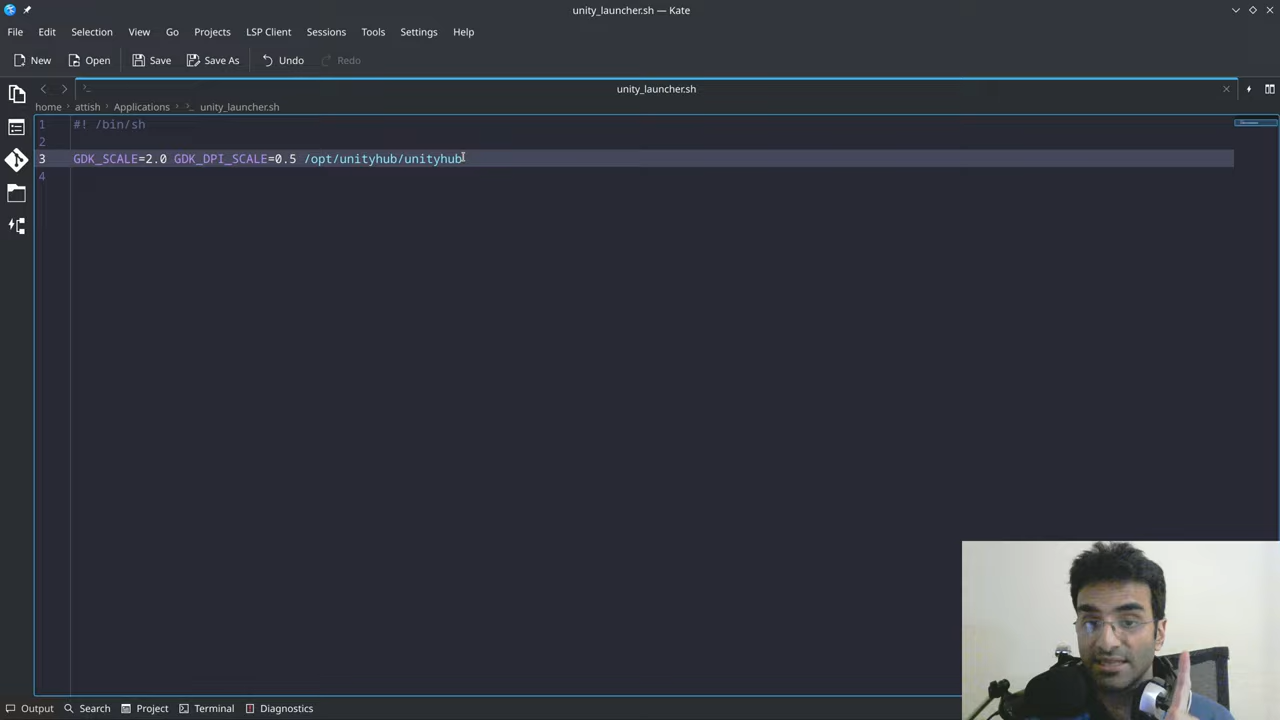 unity_launcher.sh — Kate
File Edit Selection View Go Projects LSP Client Sessions Tools Settings Help
New Open Save Save As Undo Redo
unity_launcher.sh
home attish Applications unity_launcher.sh
1 #! /bin/sh
2
3 GDK_SCALE=2.0 GDK_DPI_SCALE=0.5 /opt/unityhub/unityhub
4
Output Search Project Terminal Diagnostics